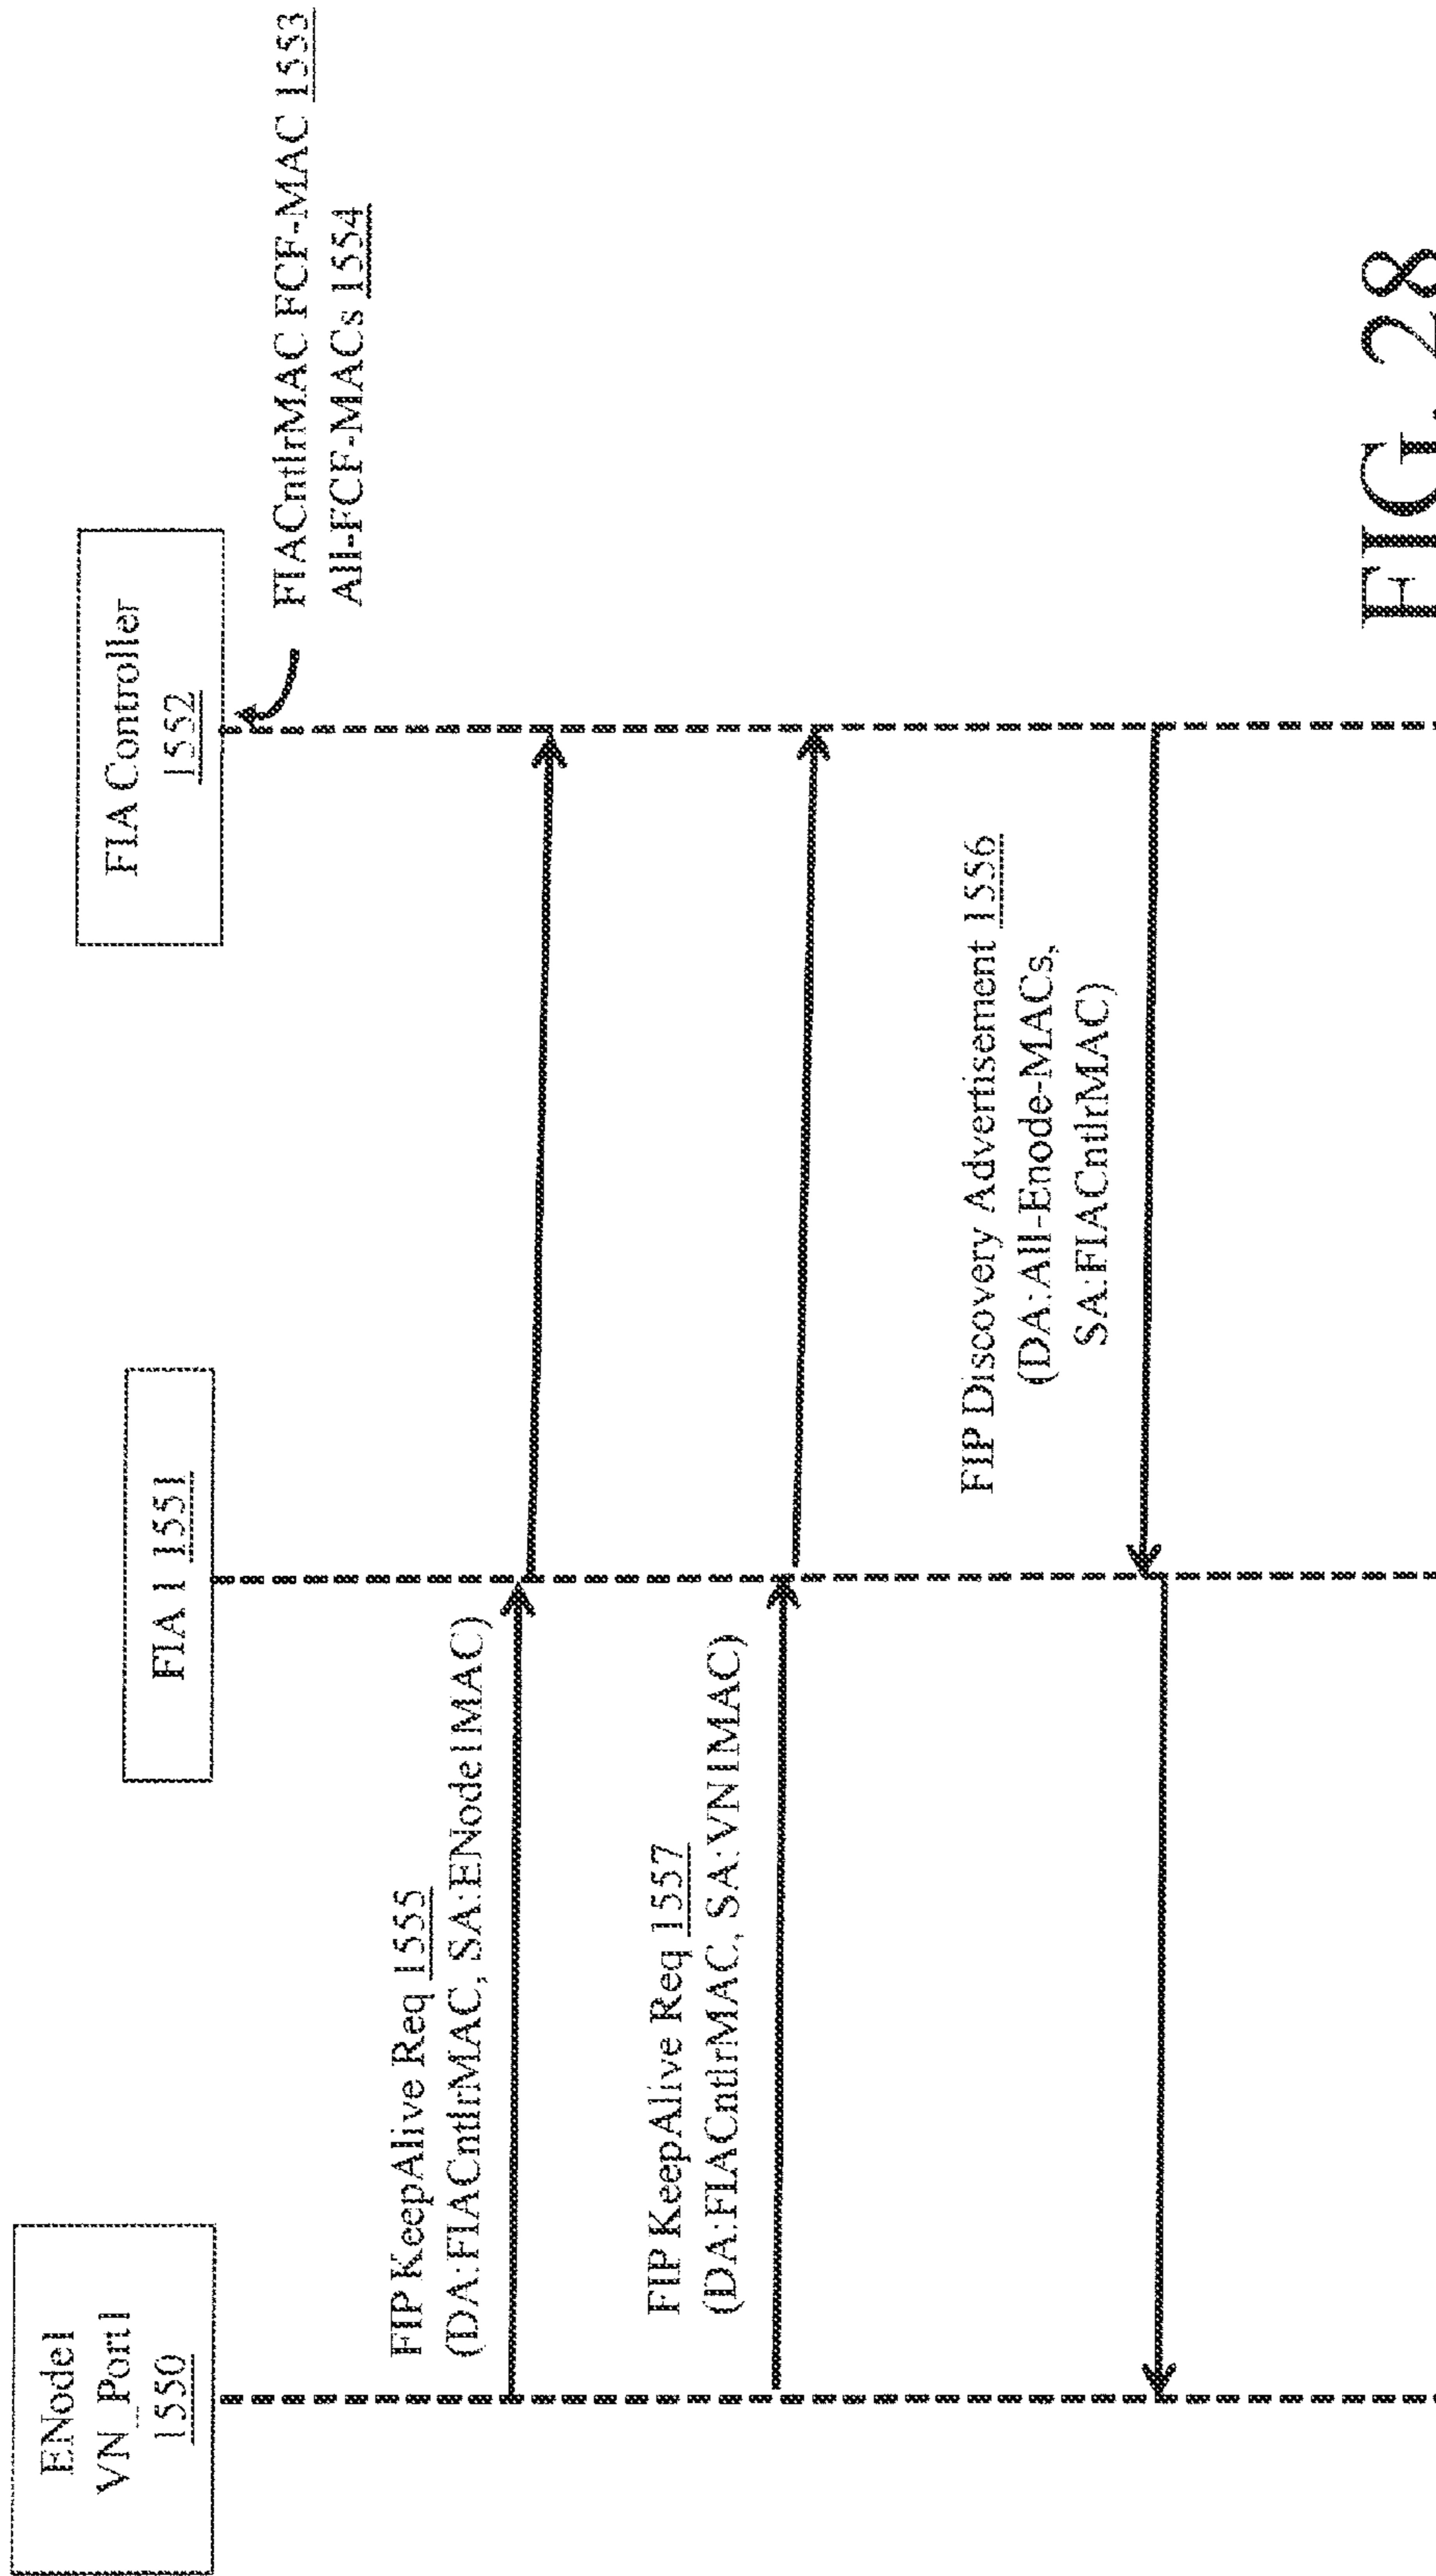 ENode1
VN_Port1
1550
FIA 1 1551
FIA Controller
1552
FIACntlrMAC FCF-MAC 1553
All-FCF-MACs 1554
FIP KeepAlive Req 1555
(DA:FIACntlrMAC, SA:ENode1MAC)
FIP KeepAlive Req 1557
(DA:FIACntlrMAC, SA:VN1MAC)
FIP Discovery Advertisement 1556
(DA:All-Enode-MACs,
SA:FIACntlrMAC)
FIG. 28